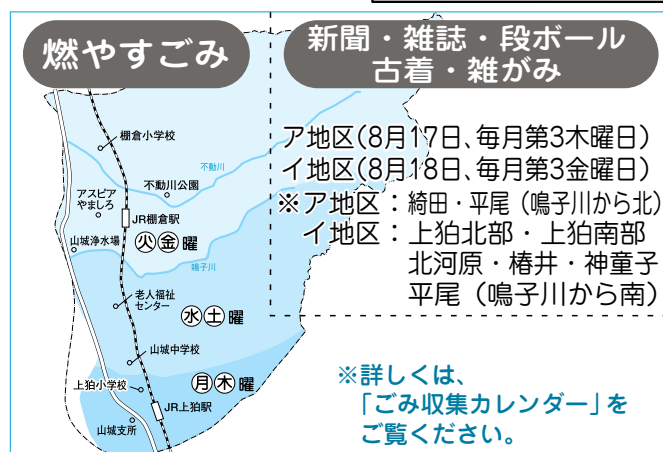 燃やすごみ
新聞・雑誌・段ボール
古着・雑がみ
ア地区(8月17日、毎月第3木曜日)
イ地区(8月18日、毎月第3金曜日)
※ア地区：綺田・平尾（鳴子川から北）
イ地区：上狛北部・上狛南部
北河原・椿井・神童子
平尾（鳴子川から南）
※詳しくは、
「ごみ収集カレンダー」を
ご覧ください。
棚倉小学校
不動川
不動川公園
アスピア
やましろ
JR棚倉駅
山城浄水場
火金曜
鳴子川
老人福祉
センター
水土曜
山城中学校
上狛小学校
月木曜
JR上狛駅
山城支所